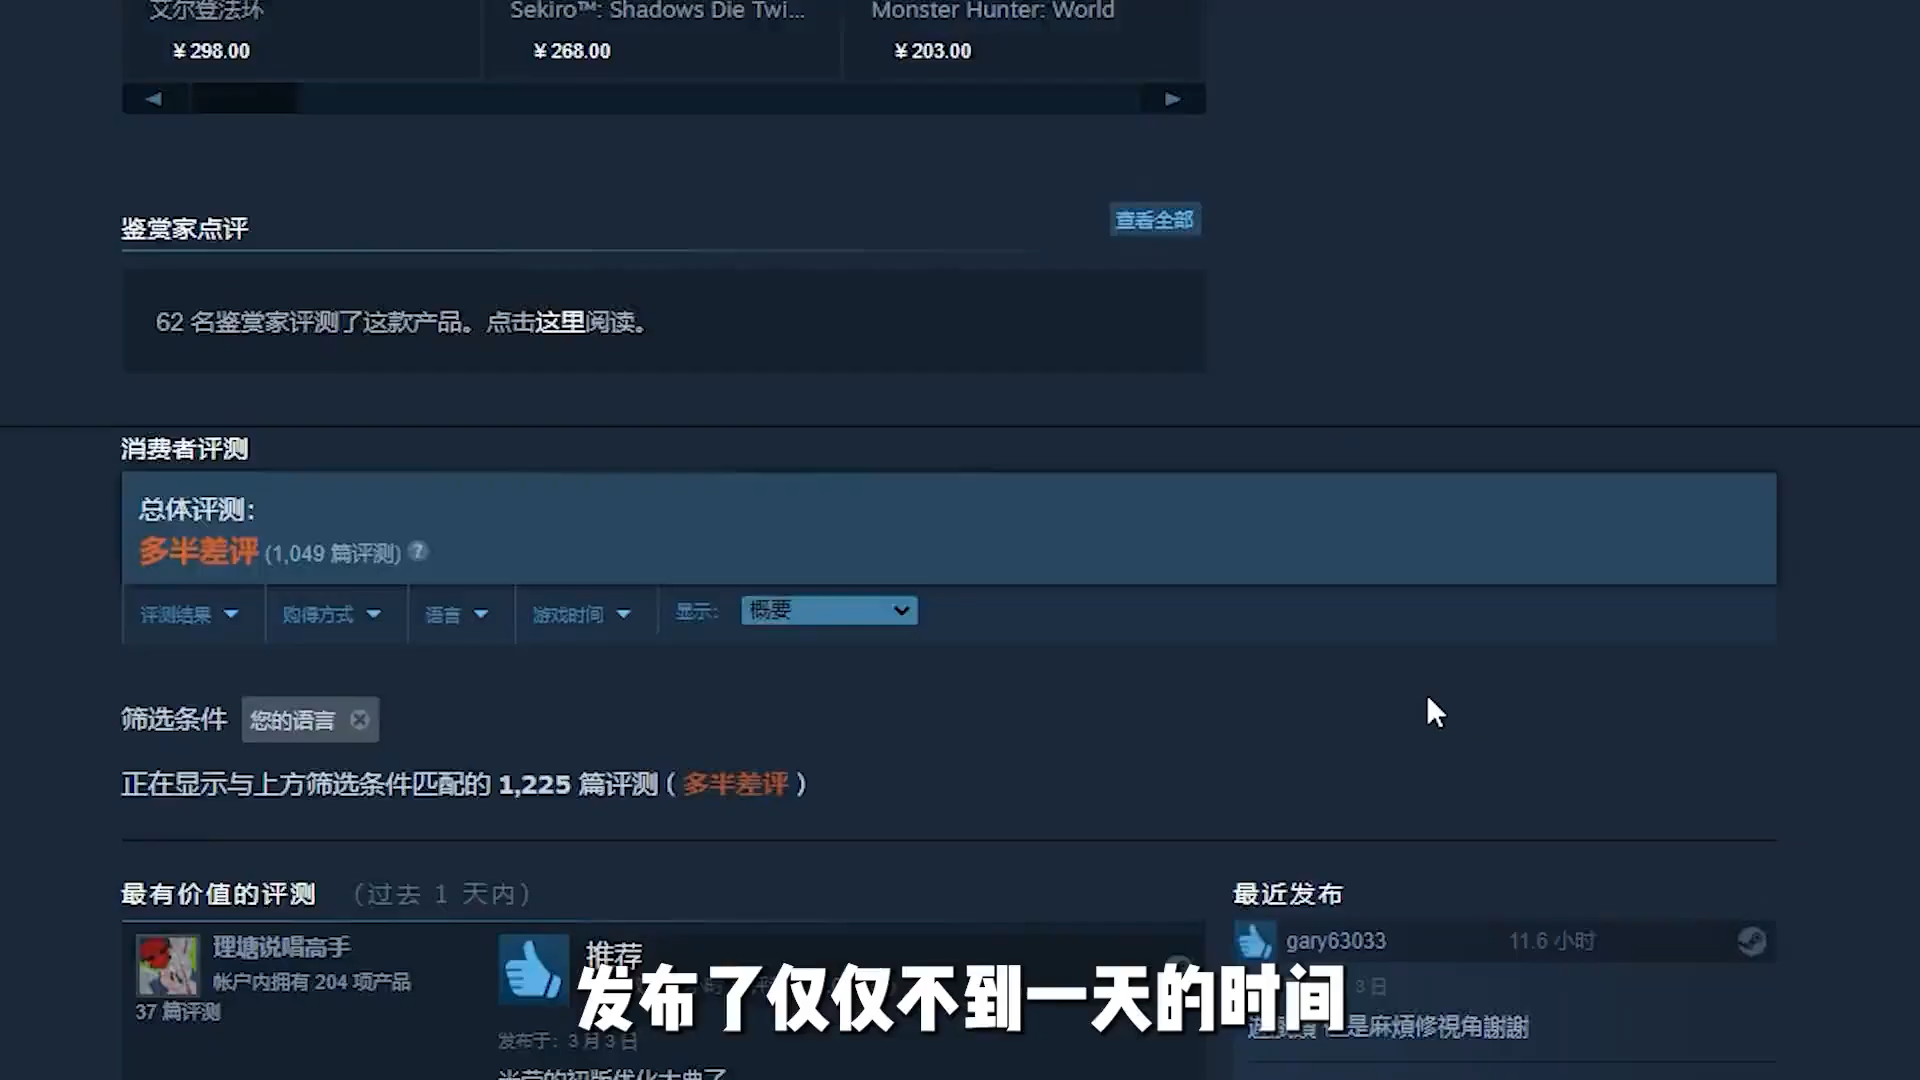 艾尔登法环
Sekiro™: Shadows Die Twi...
Monster Hunter: World
¥ 298.00
¥ 268.00
¥ 203.00
鉴赏家点评
查看全部
62 名鉴赏家评测了这款产品。点击这里阅读。
消费者评测
总体评测：
多半差评 (1,049 篇评测) ?
评测结果
购得方式
语言
游戏时间
显示：
概要
筛选条件
您的语言
正在显示与上方筛选条件匹配的 1,225 篇评测 ( 多半差评 )
最有价值的评测 （过去 1 天内）
理塘说唱高手
帐户内拥有 204 项产品
37 篇评测
推荐
发布于：3 月 3 日
最近发布
gary63033
11.6 小时
3 日
是麻煩修視角謝謝
发布了仅仅不到一天的时间